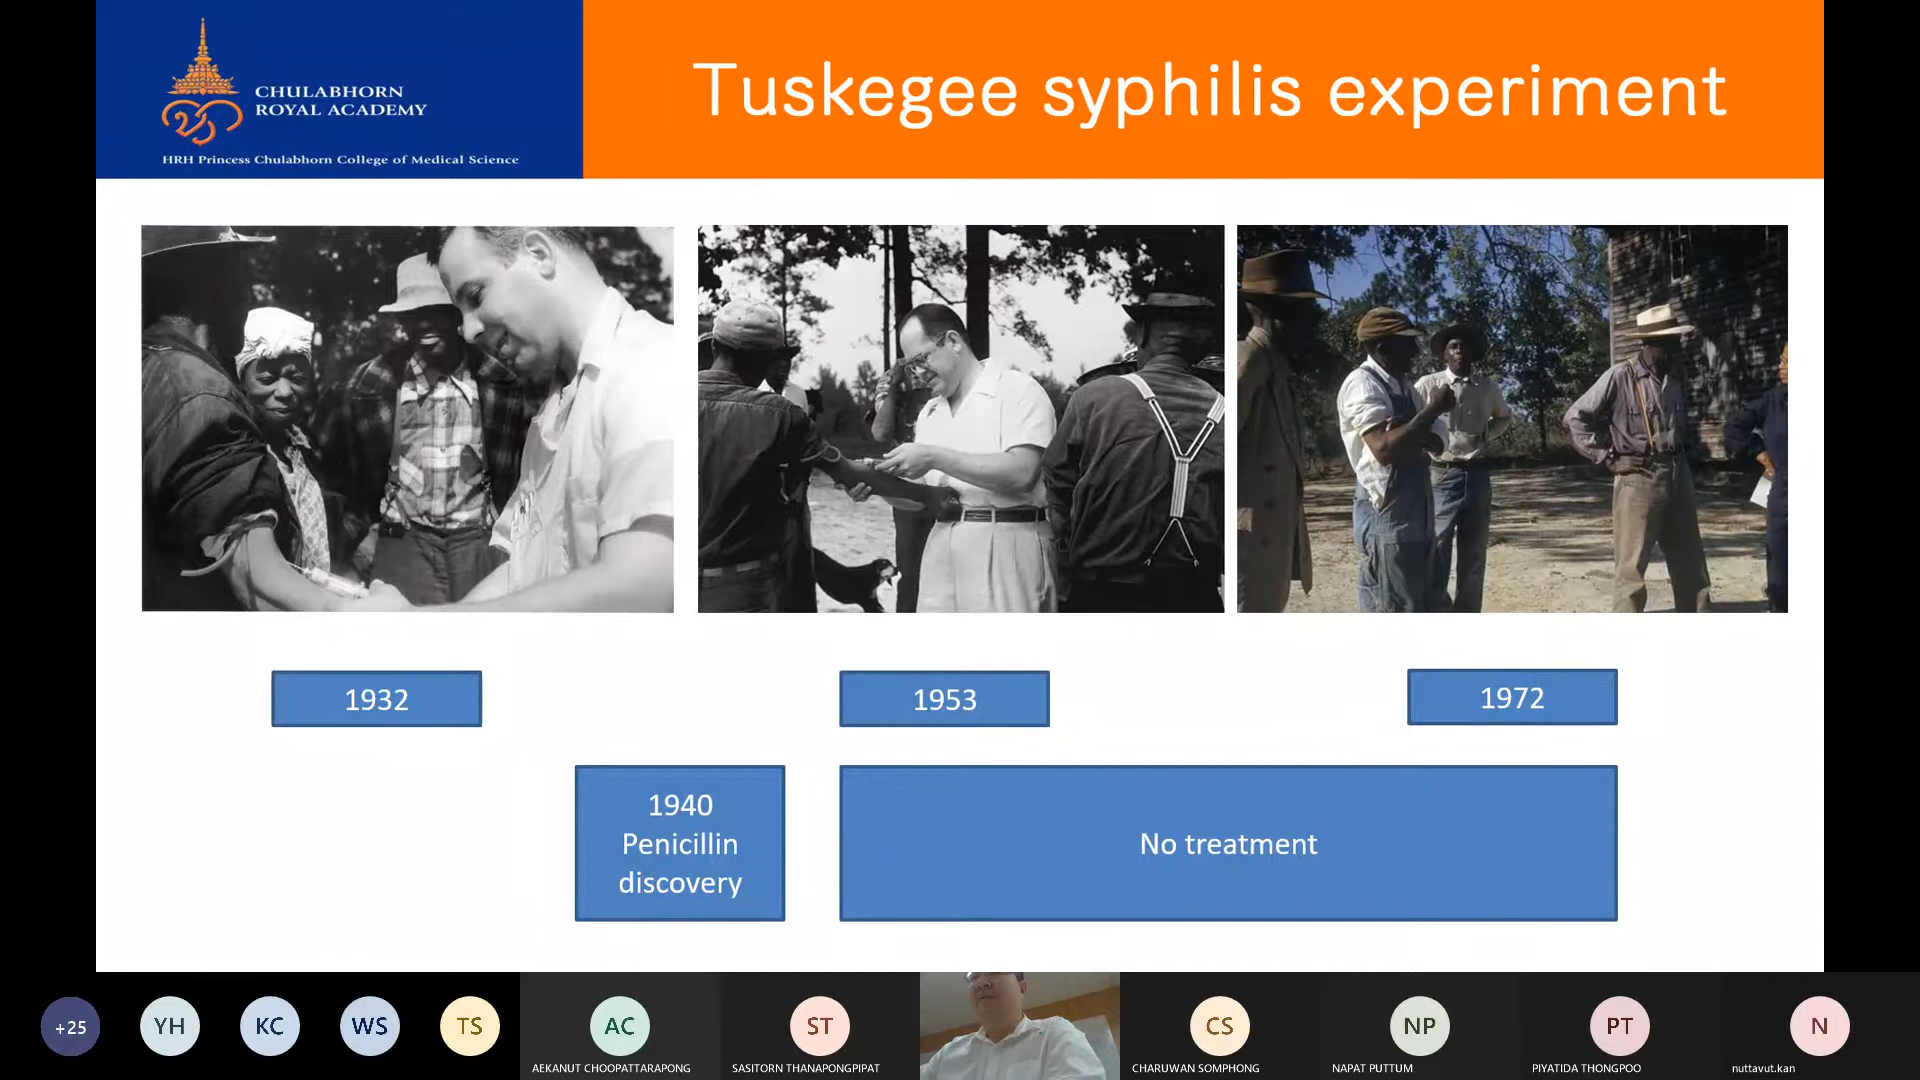 CHULABHORN
ROYAL ACADEMY
HRH Princess Chulabhorn College of Medical Science
Tuskegee syphilis experiment
1932
1953
1972
1940
Penicillin
discovery
No treatment
+25
YH
KC
WS
TS
AC
AEKANUT CHOOPATTARAPONG
ST
SASITORN THANAPONGPIPAT
CS
CHARUWAN SOMPHONG
NP
NAPAT PUTTUM
PT
PIYATIDA THONGPOO
N
nuttavut.kan